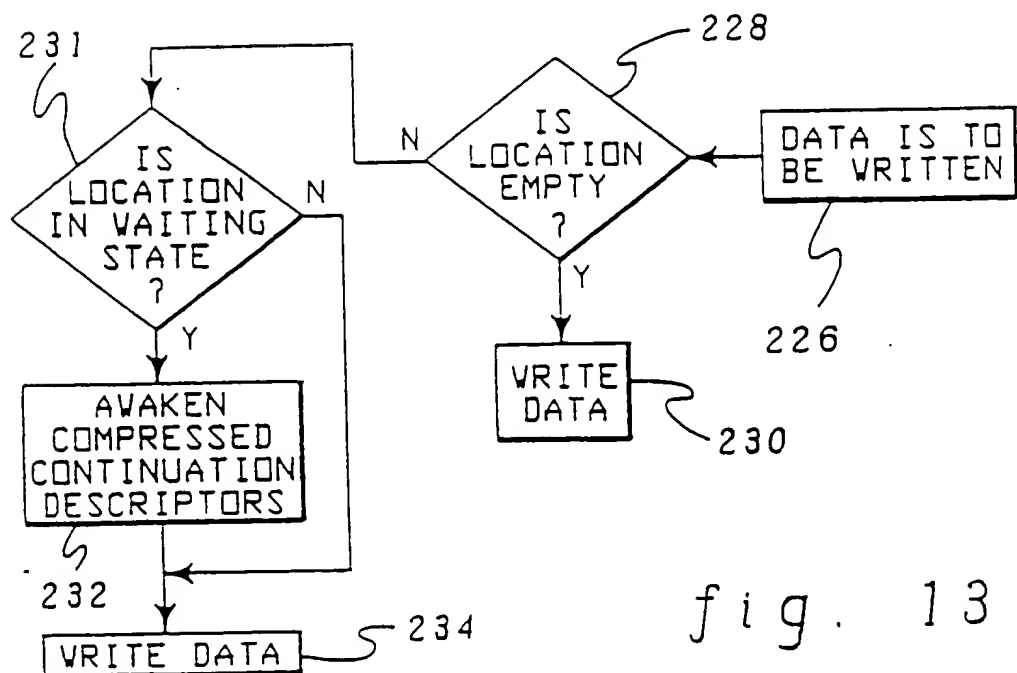 231
228
IS
LOCATION
IN WAITING
STATE
?
N
Y
N
IS
LOCATION
EMPTY
?
Y
DATA IS TO
BE WRITTEN
226
WRITE
DATA
230
AWAKEN
COMPRESSED
CONTINUATION
DESCRIPTORS
232
WRITE DATA
234
fig. 13